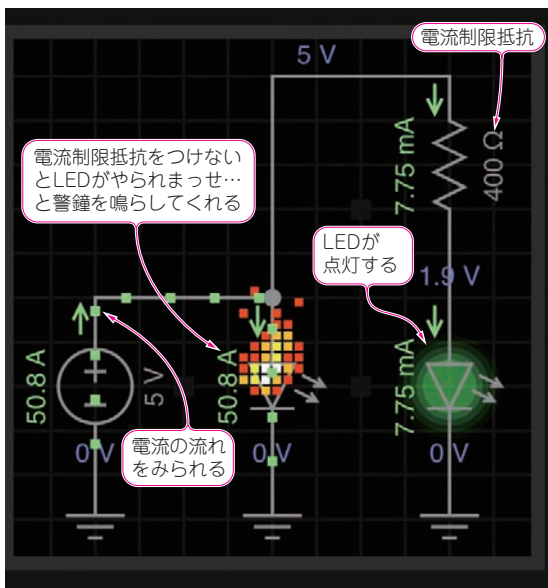 電流制限抵抗
5 V
7.75 mA
400 Ω
電流制限抵抗をつけない
とLEDがやられまっせ…
と警鐘を鳴らしてくれる
LEDが
点灯する
1.9 V
50.8 A
5 V
50.8 A
7.75 mA
電流の流れ
をみられる
0 V
0 V
0 V